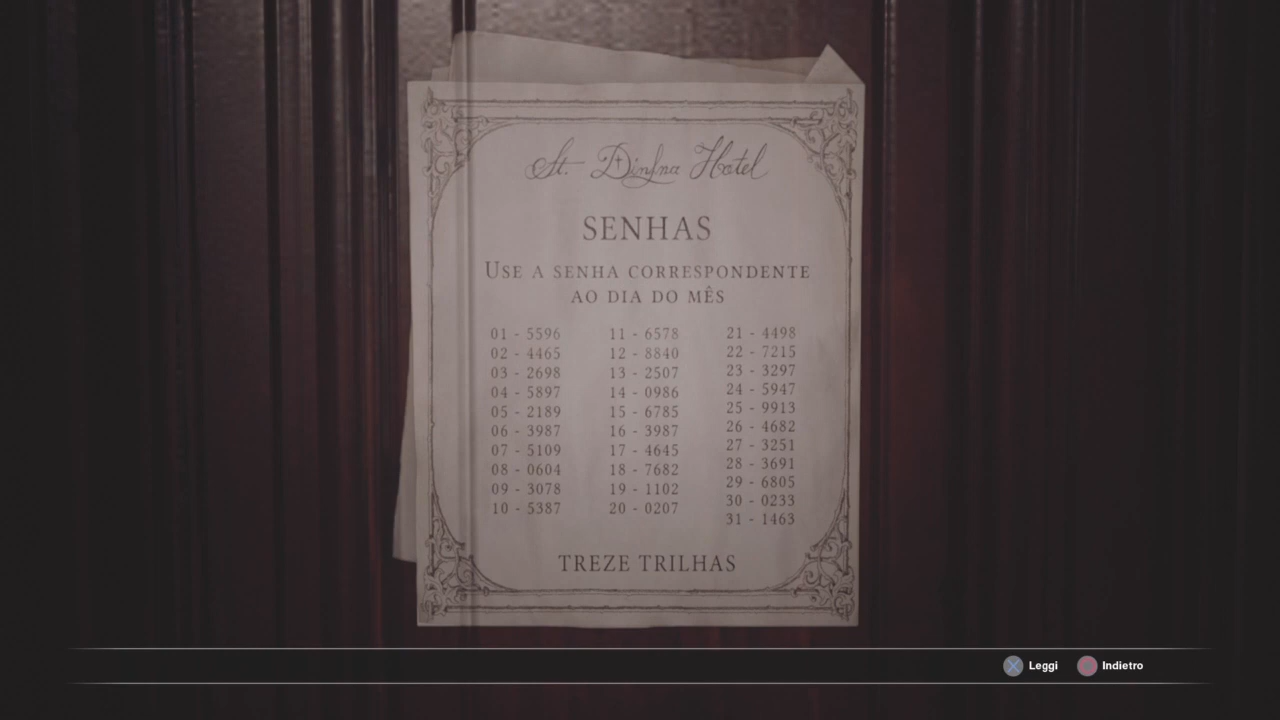 St. Dinfna Hotel
SENHAS
USE A SENHA CORRESPONDENTE
AO DIA DO MÊS
01 - 5596
02 - 4465
03 - 2698
04 - 5897
05 - 2189
06 - 3987
07 - 5109
08 - 0604
09 - 3078
10 - 5387
11 - 6578
12 - 8840
13 - 2507
14 - 0986
15 - 6785
16 - 3987
17 - 4645
18 - 7682
19 - 1102
20 - 0207
21 - 4498
22 - 7215
23 - 3297
24 - 5947
25 - 9913
26 - 4682
27 - 3251
28 - 3691
29 - 6805
30 - 0233
31 - 1463
TREZE TRILHAS
Leggi Indietro